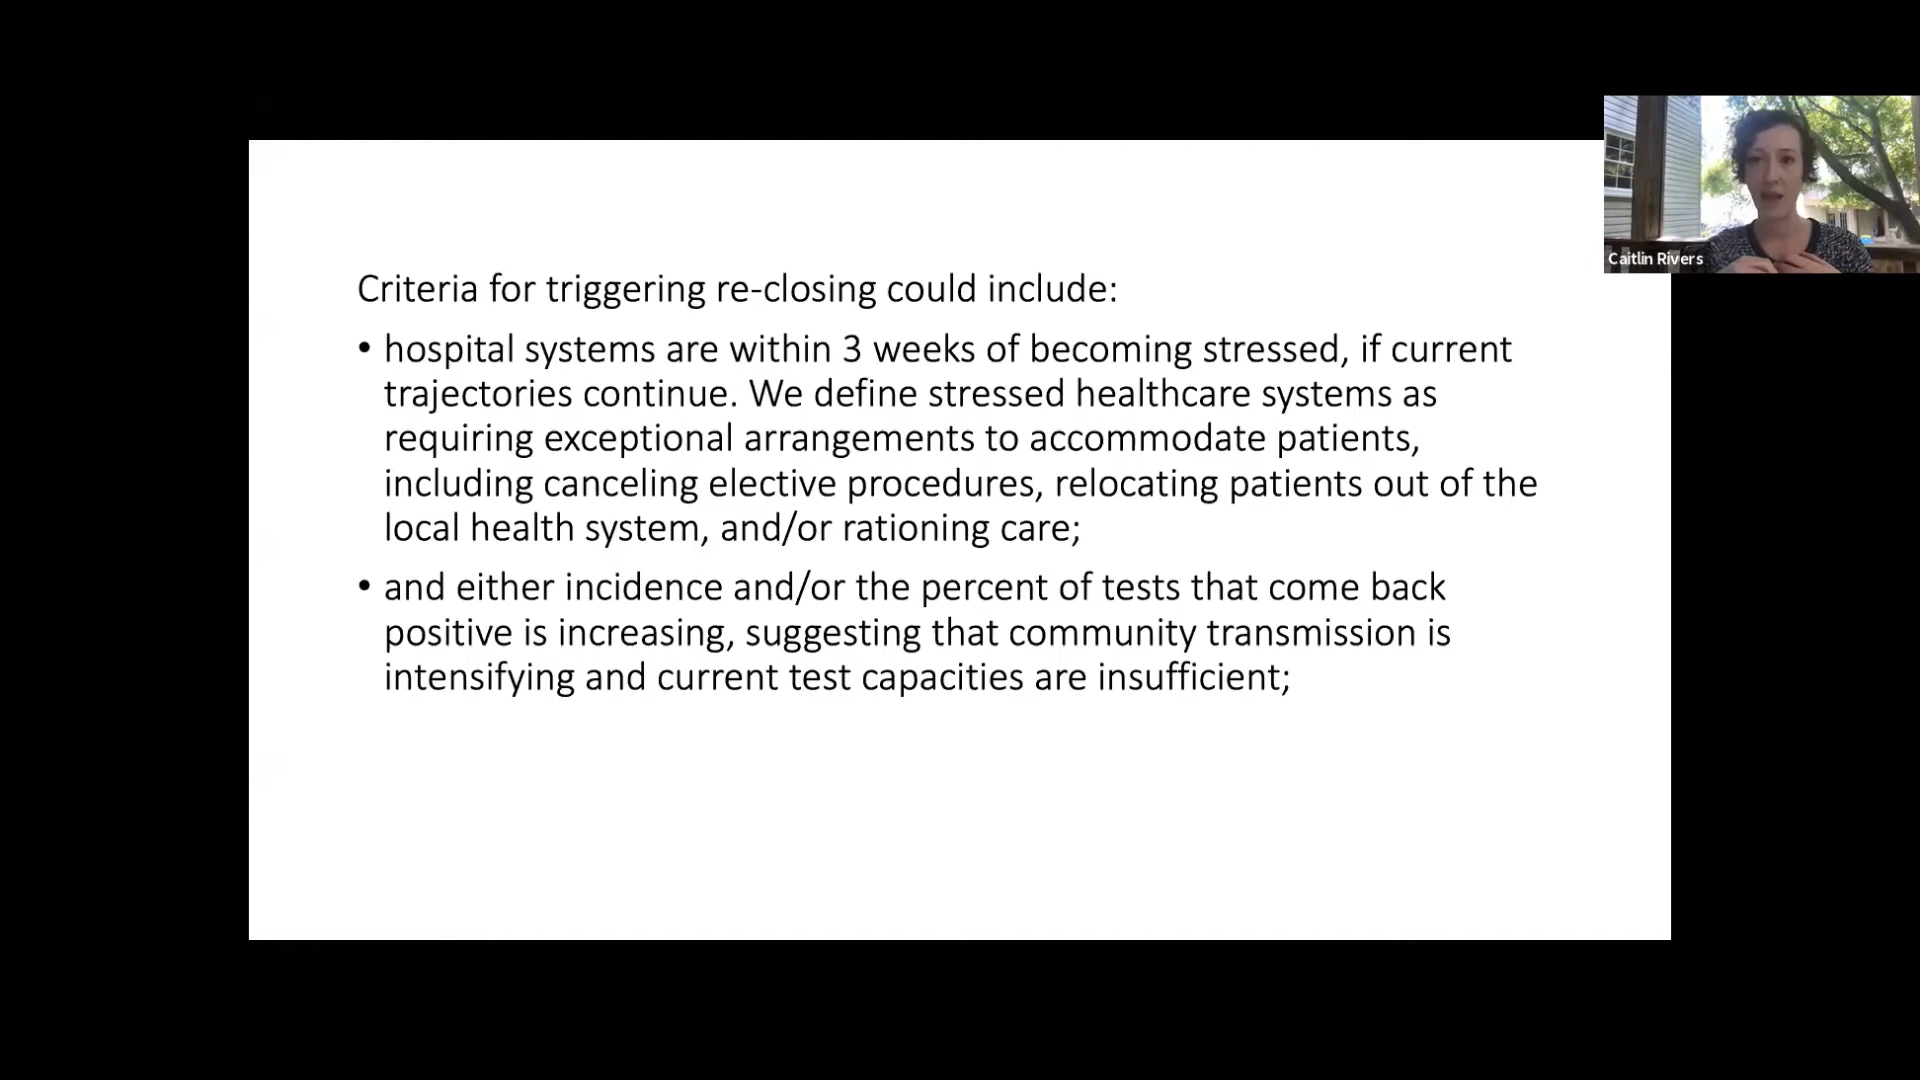 Criteria for triggering re-closing could include:
• hospital systems are within 3 weeks of becoming stressed, if current
trajectories continue. We define stressed healthcare systems as
requiring exceptional arrangements to accommodate patients,
including canceling elective procedures, relocating patients out of the
local health system, and/or rationing care;
• and either incidence and/or the percent of tests that come back
positive is increasing, suggesting that community transmission is
intensifying and current test capacities are insufficient;
Caitlin Rivers